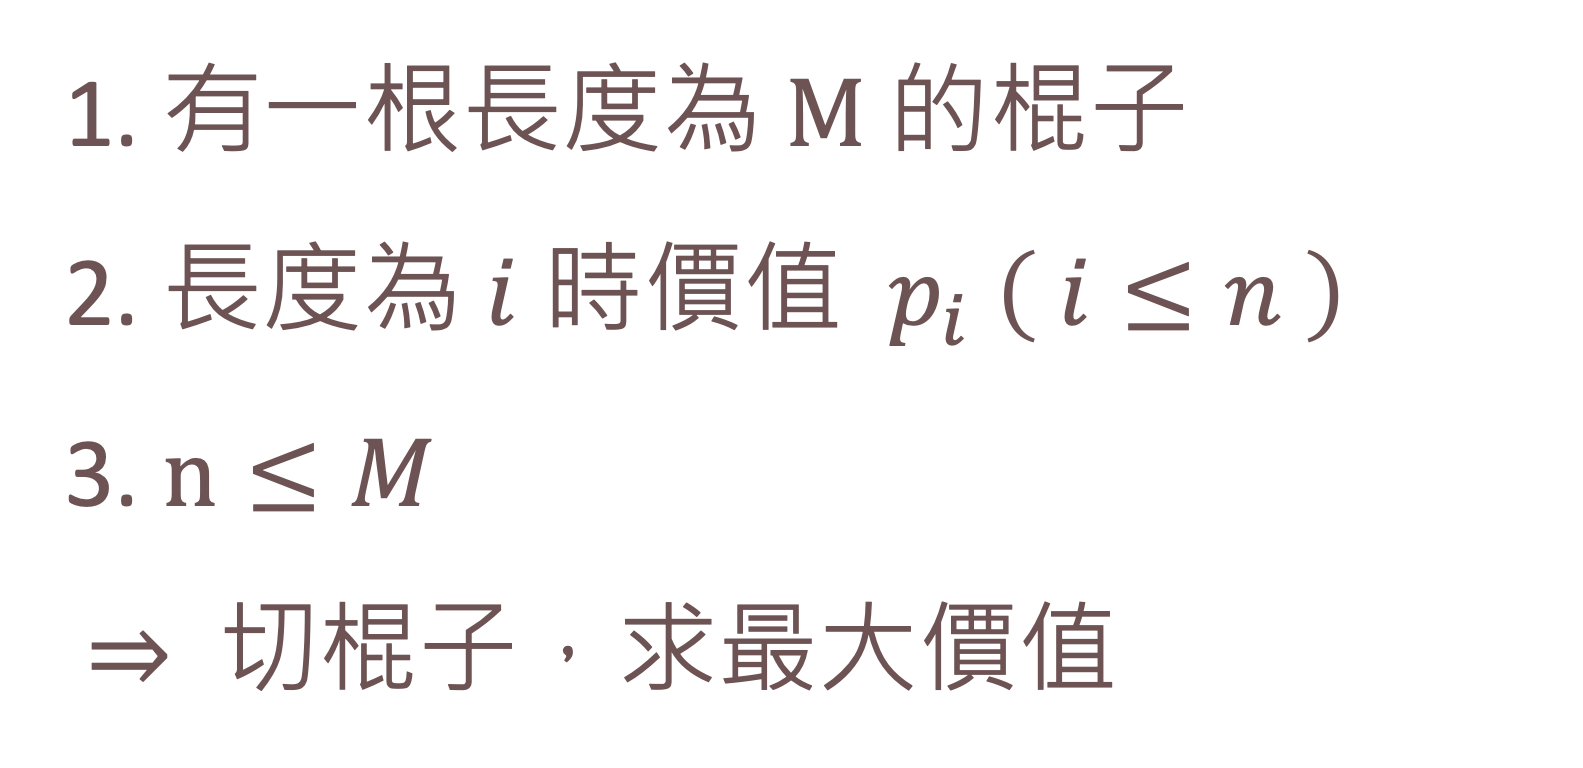 1. 有一根長度為 M 的棍子
2. 長度為 i 時價值 pᵢ ( i ≤ n )
3. n ≤ M
⇒ 切棍子，求最大價值